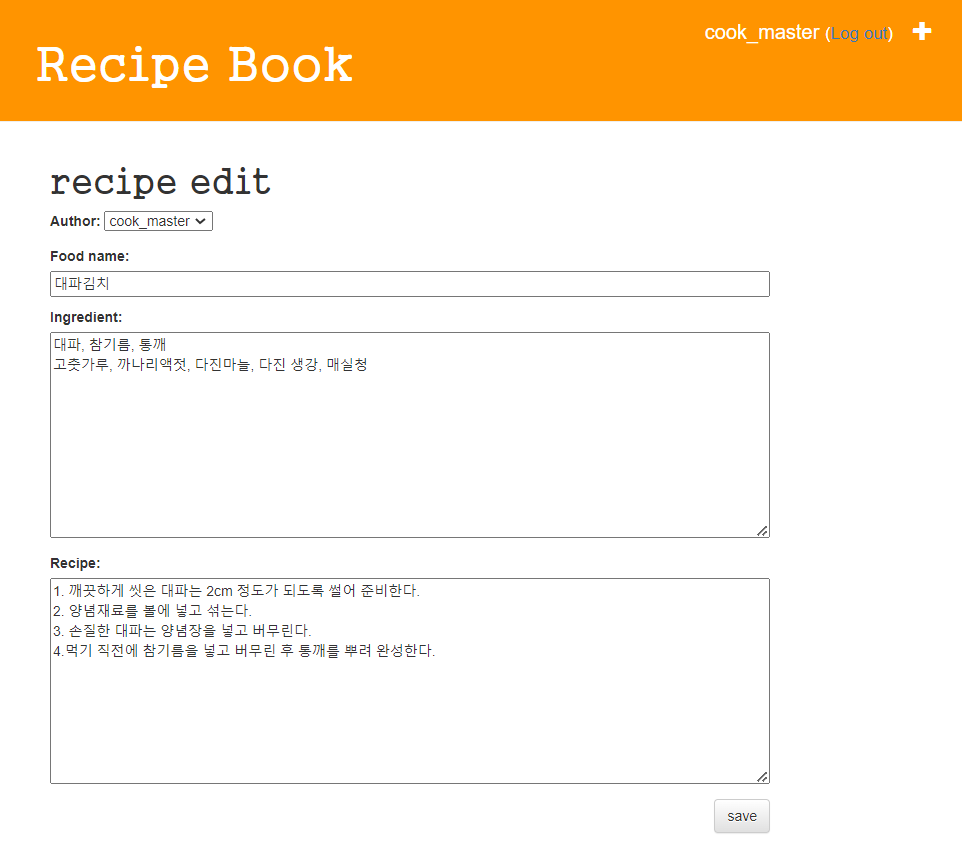 cook_master (Log out) +
Recipe Book
recipe edit
Author: cook_master
Food name:
대파김치
Ingredient:
대파, 참기름, 통깨
고춧가루, 까나리액젓, 다진마늘, 다진 생강, 매실청
Recipe:
1. 깨끗하게 씻은 대파는 2cm 정도가 되도록 썰어 준비한다.
2. 양념재료를 볼에 넣고 섞는다.
3. 손질한 대파는 양념장을 넣고 버무린다.
4.먹기 직전에 참기름을 넣고 버무린 후 통깨를 뿌려 완성한다.
save